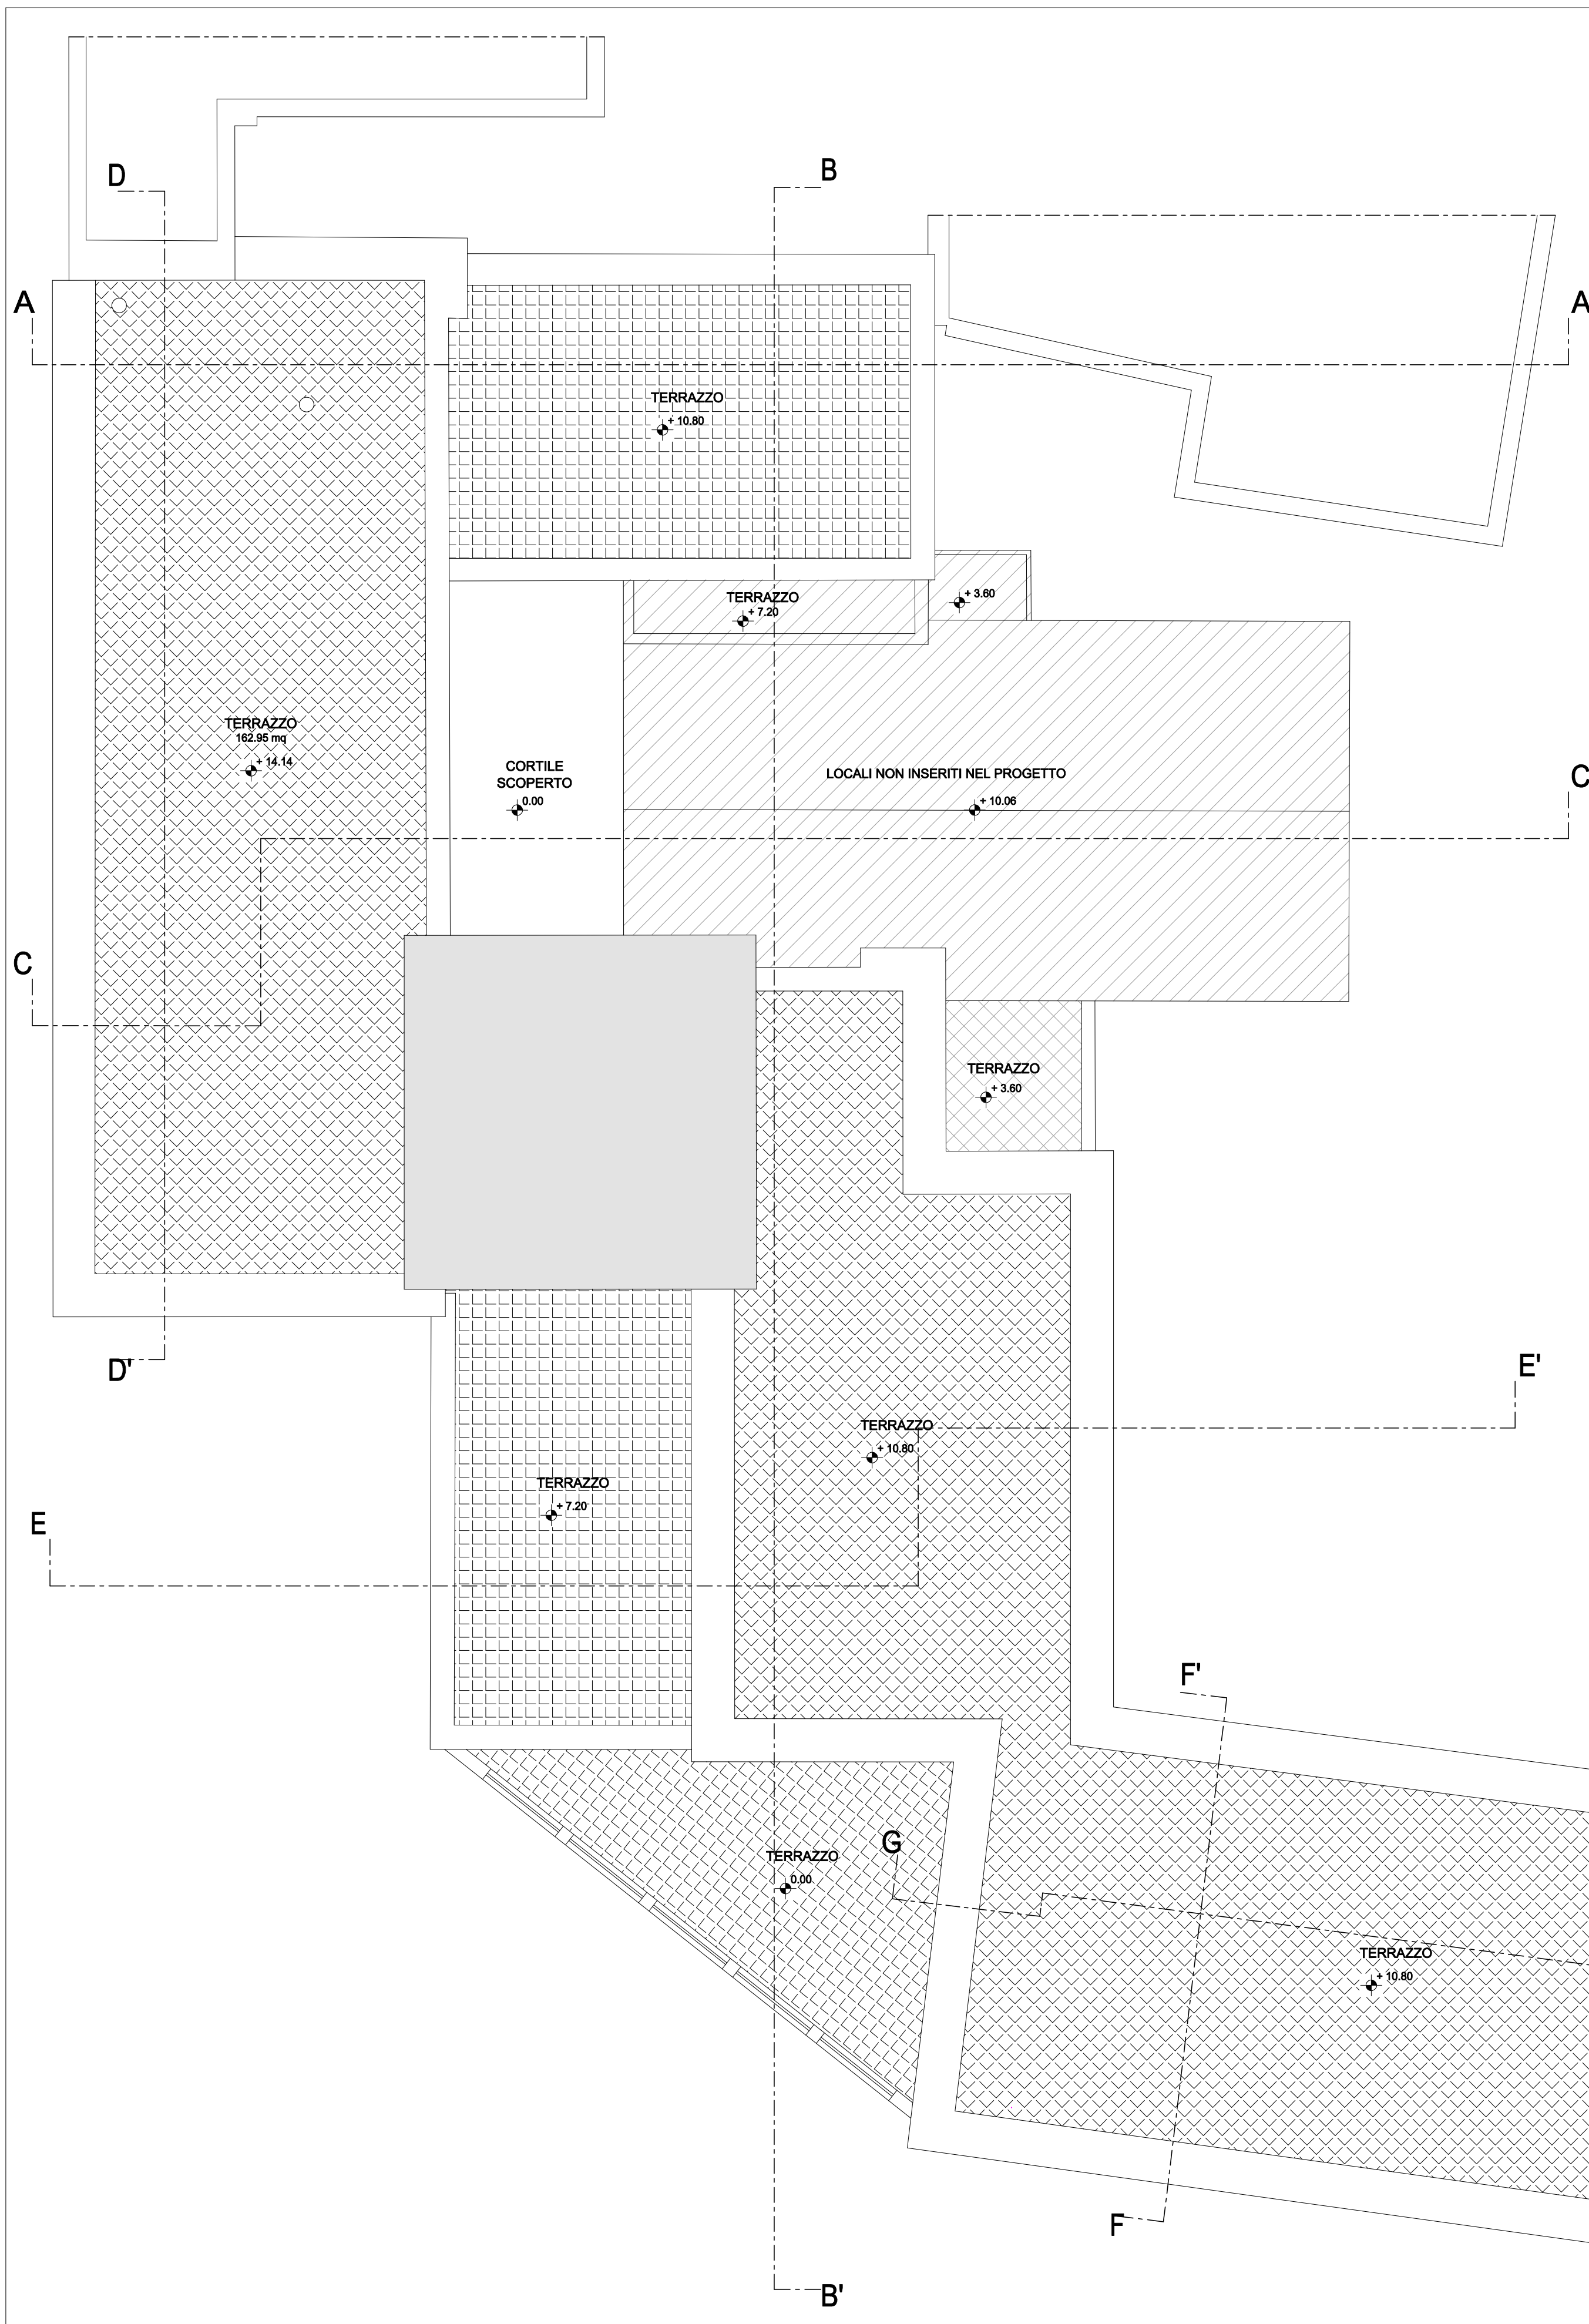 D
B
A
A
TERRAZZO
+ 10.80
TERRAZZO
+ 7.20
+ 3.60
TERRAZZO
162.95 mq
+ 14.14
CORTILE
SCOPERTO
0.00
LOCALI NON INSERITI NEL PROGETTO
+ 10.06
C
C
TERRAZZO
+ 3.60
D'
E'
TERRAZZO
+ 10.80
TERRAZZO
+ 7.20
E
F'
G
TERRAZZO
0.00
TERRAZZO
+ 10.80
F
B'